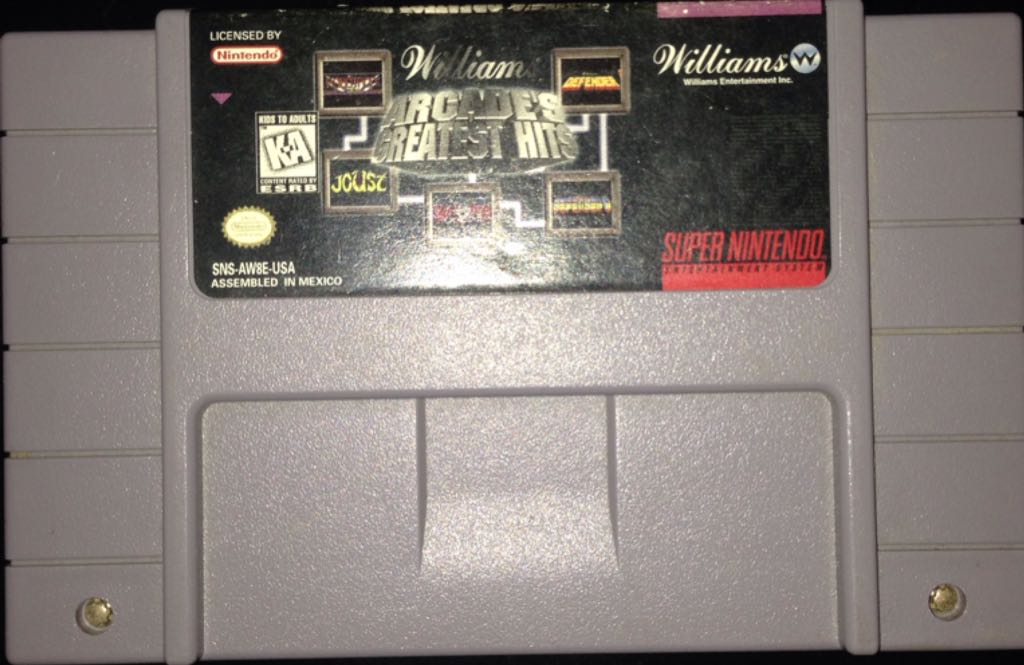 LICENSED BY
Nintendo
Williams
ARCADE'S
GREATEST HITS
DEFENDER
Williams W
Williams Entertainment Inc.
KIDS TO ADULTS
K-A
CONTENT RATED BY
ESRB
JOUST
SNS-AW8E-USA
ASSEMBLED IN MEXICO
SUPER NINTENDO
ENTERTAINMENT SYSTEM